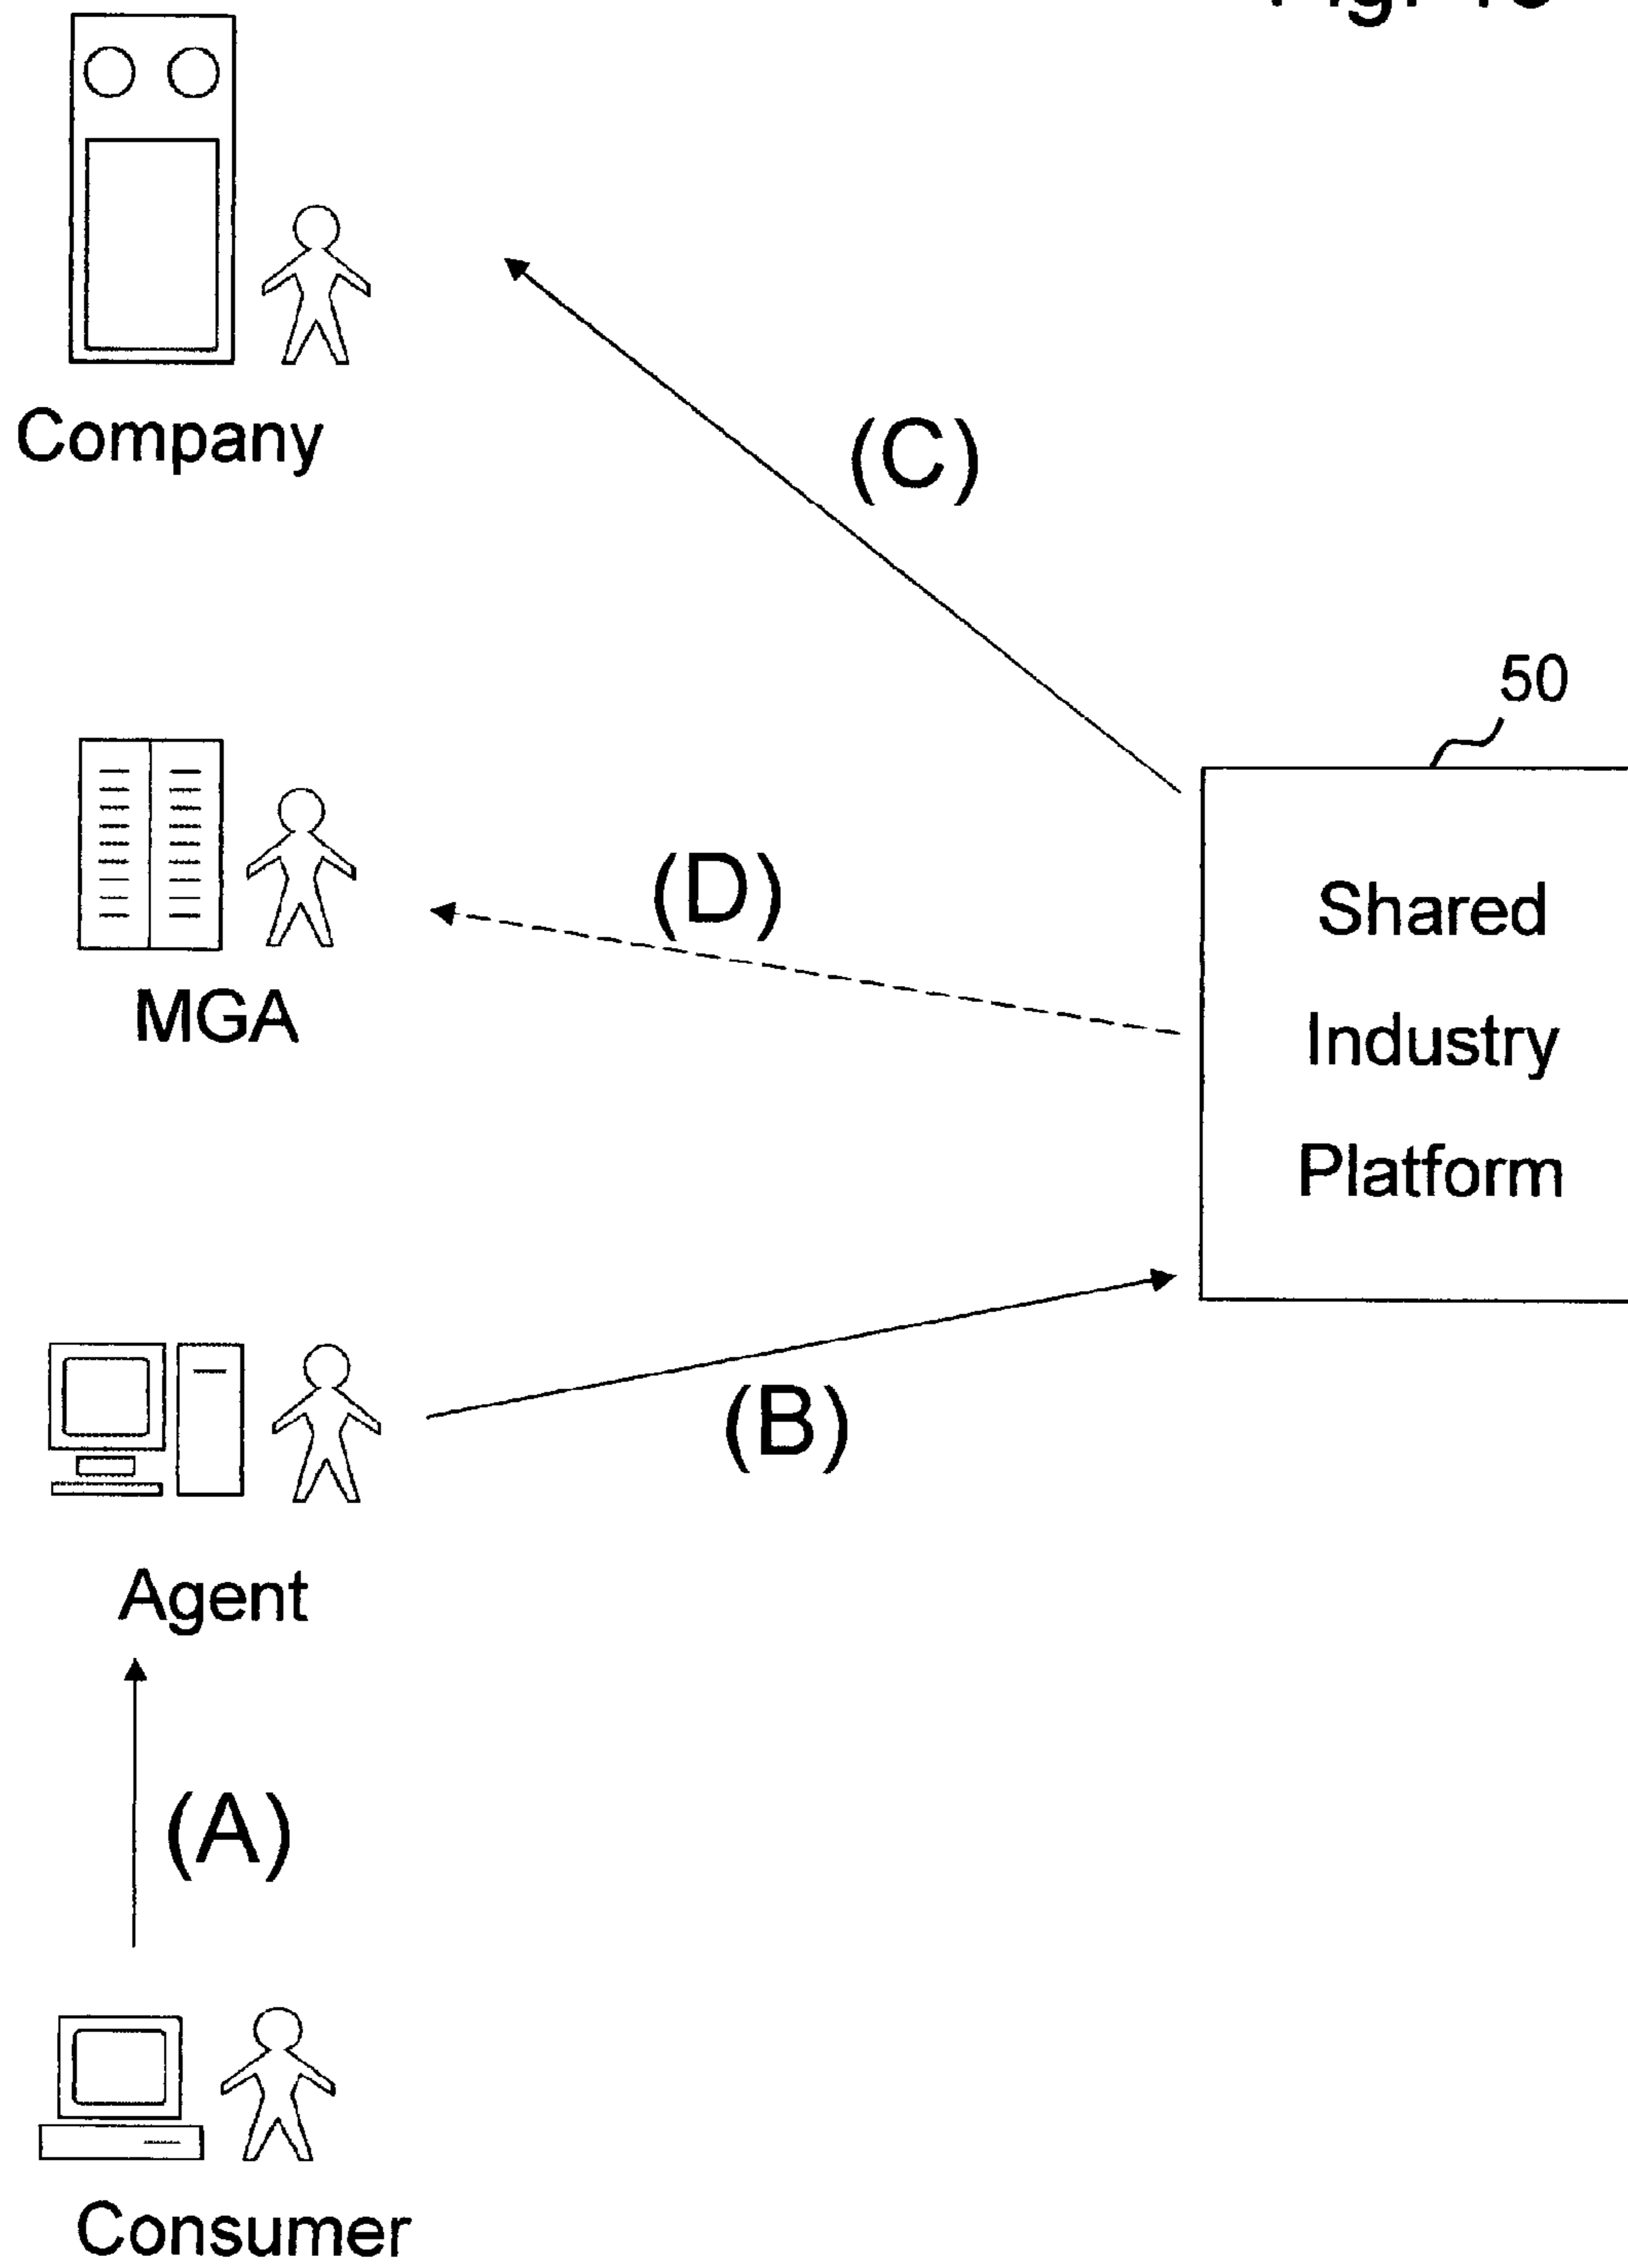 Company
(C)
50
(D)
MGA
Shared
Industry
Platform
(B)
Agent
(A)
Consumer